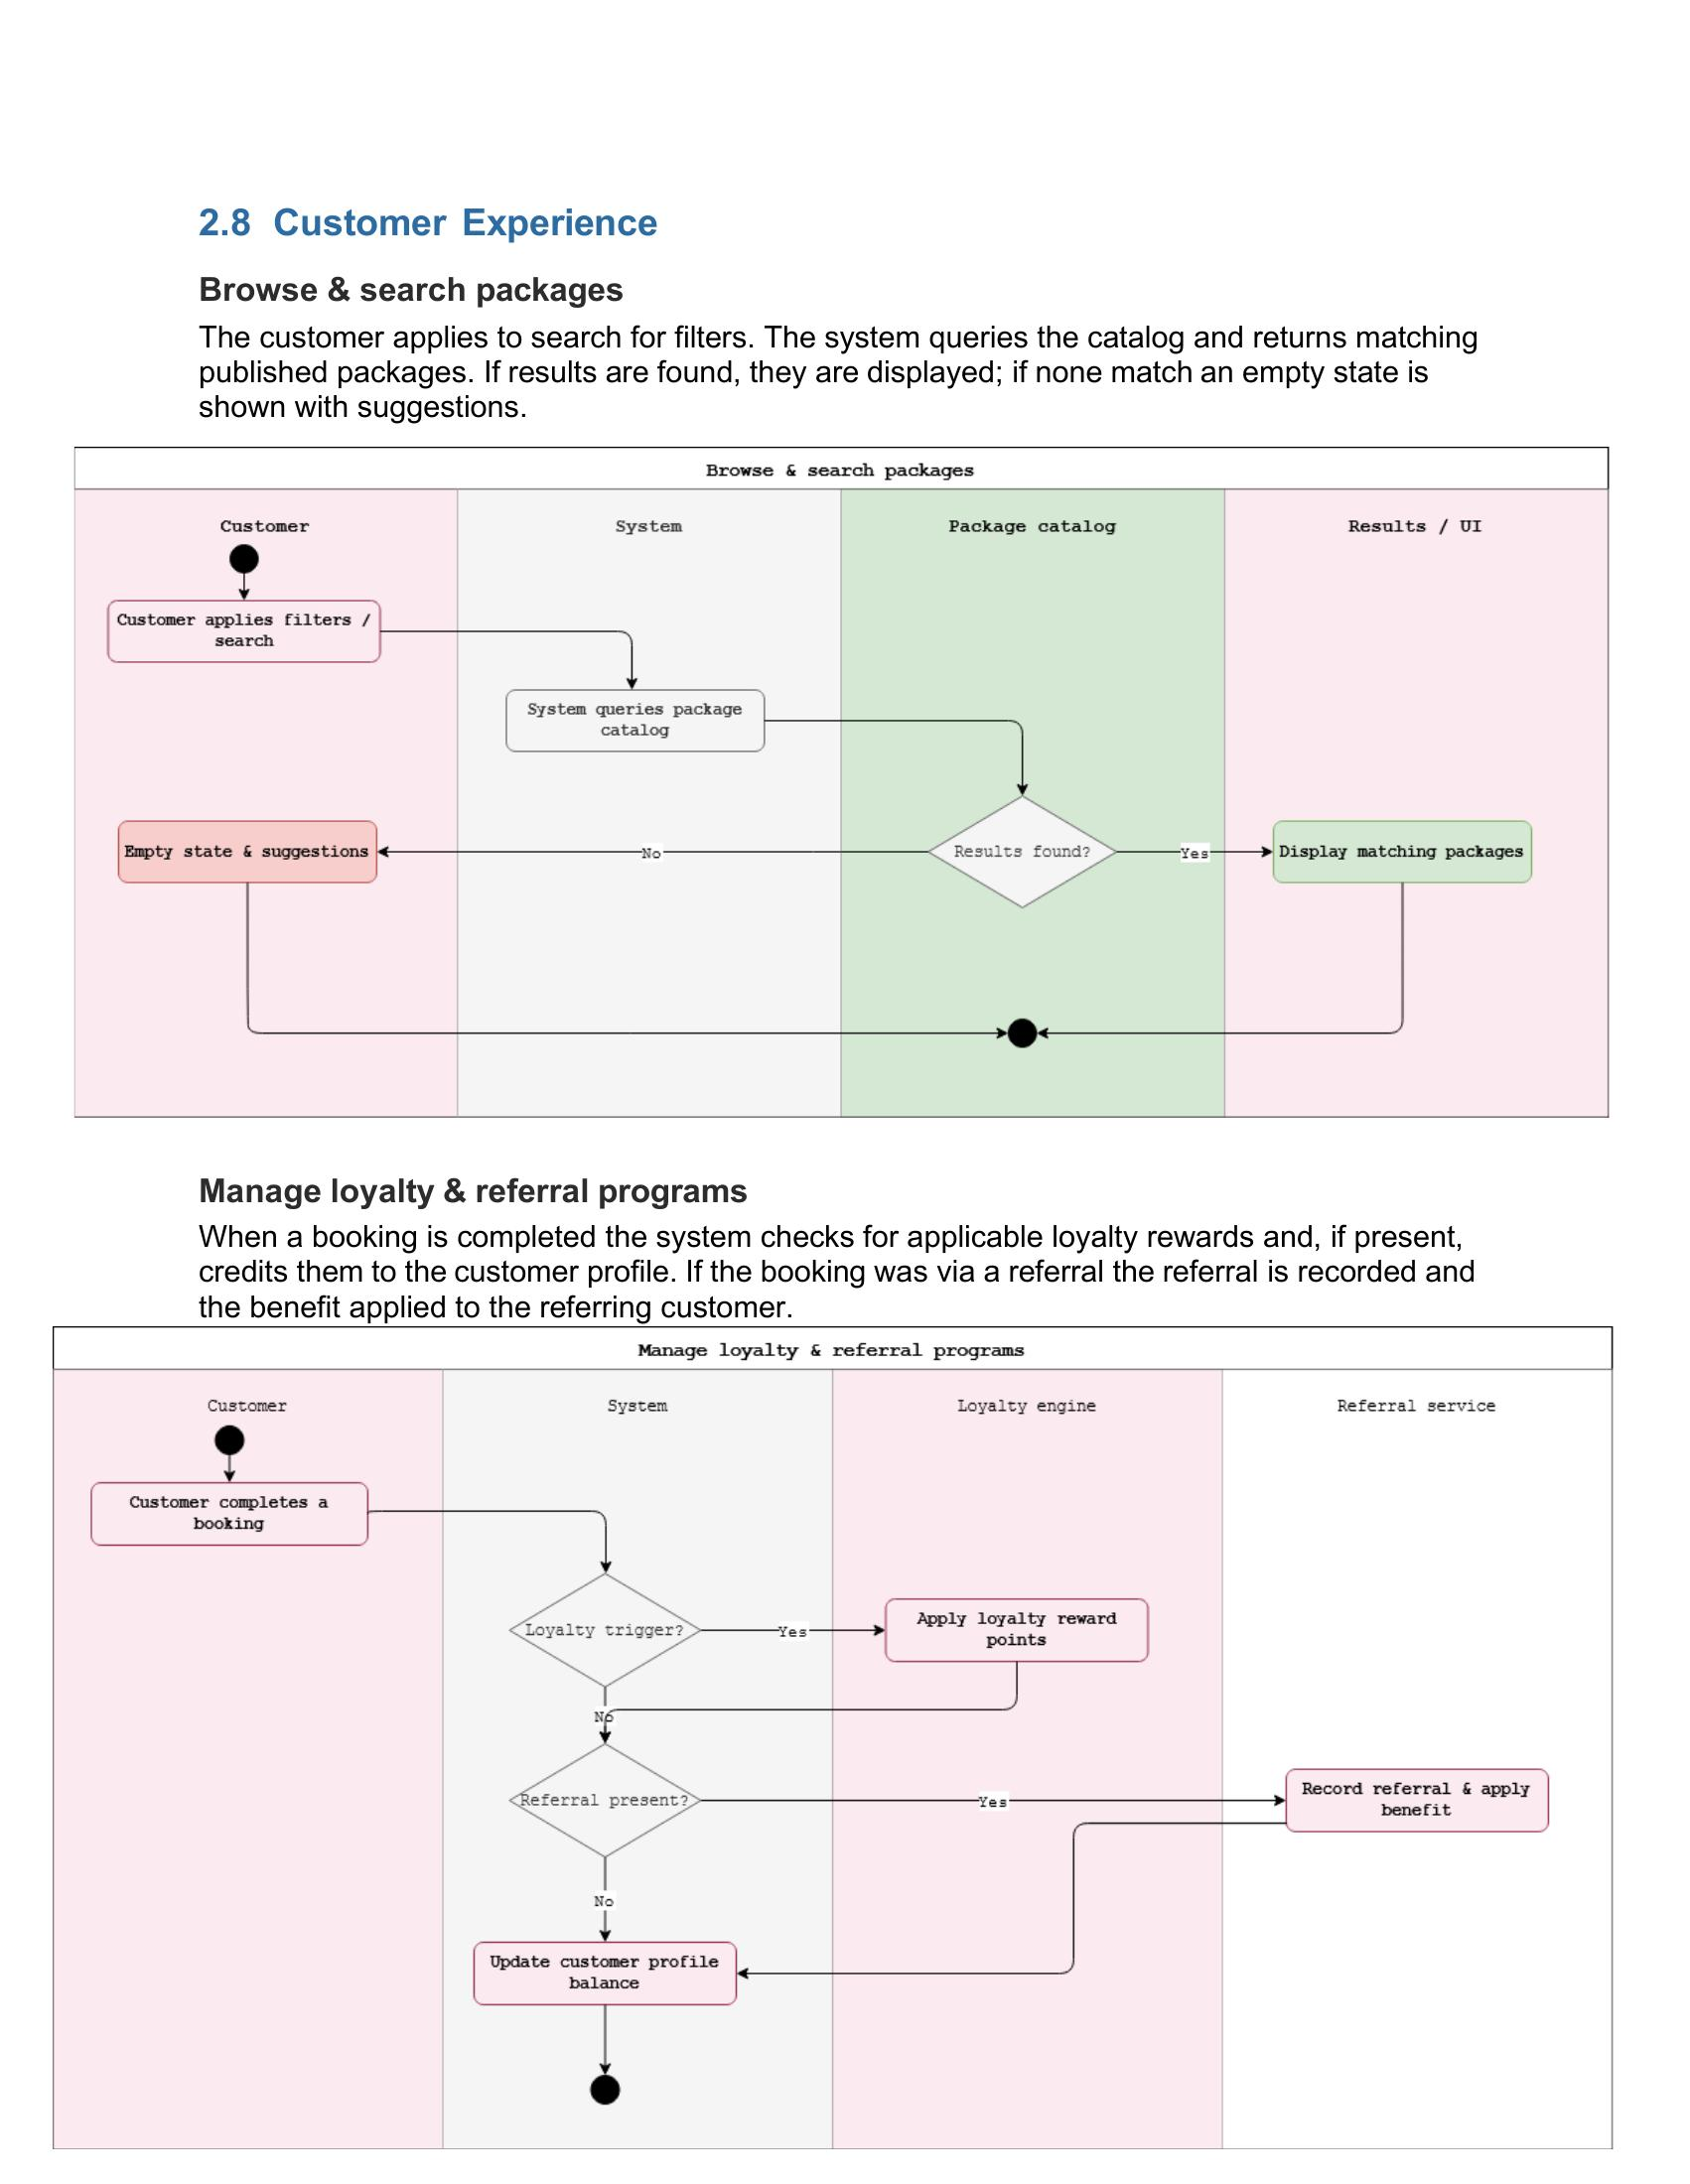 2.8 Customer Experience
Browse & search packages
The customer applies to search for filters. The system queries the catalog and returns matching
published packages. If results are found, they are displayed; if none match an empty state is
shown with suggestions.
Browse & search packages
Customer
System
Package catalog
Results / UI
Customer applies filters /
search
System queries package
catalog
Empty state & suggestions
No
Results found?
Yes
Display matching packages
Manage loyalty & referral programs
When a booking is completed the system checks for applicable loyalty rewards and, if present,
credits them to the customer profile. If the booking was via a referral the referral is recorded and
the benefit applied to the referring customer.
Manage loyalty & referral programs
Customer
System
Loyalty engine
Referral service
Customer completes a
booking
Loyalty trigger?
Yes
Apply loyalty reward
points
No
Referral present?
Yes
Record referral & apply
benefit
No
Update customer profile
balance